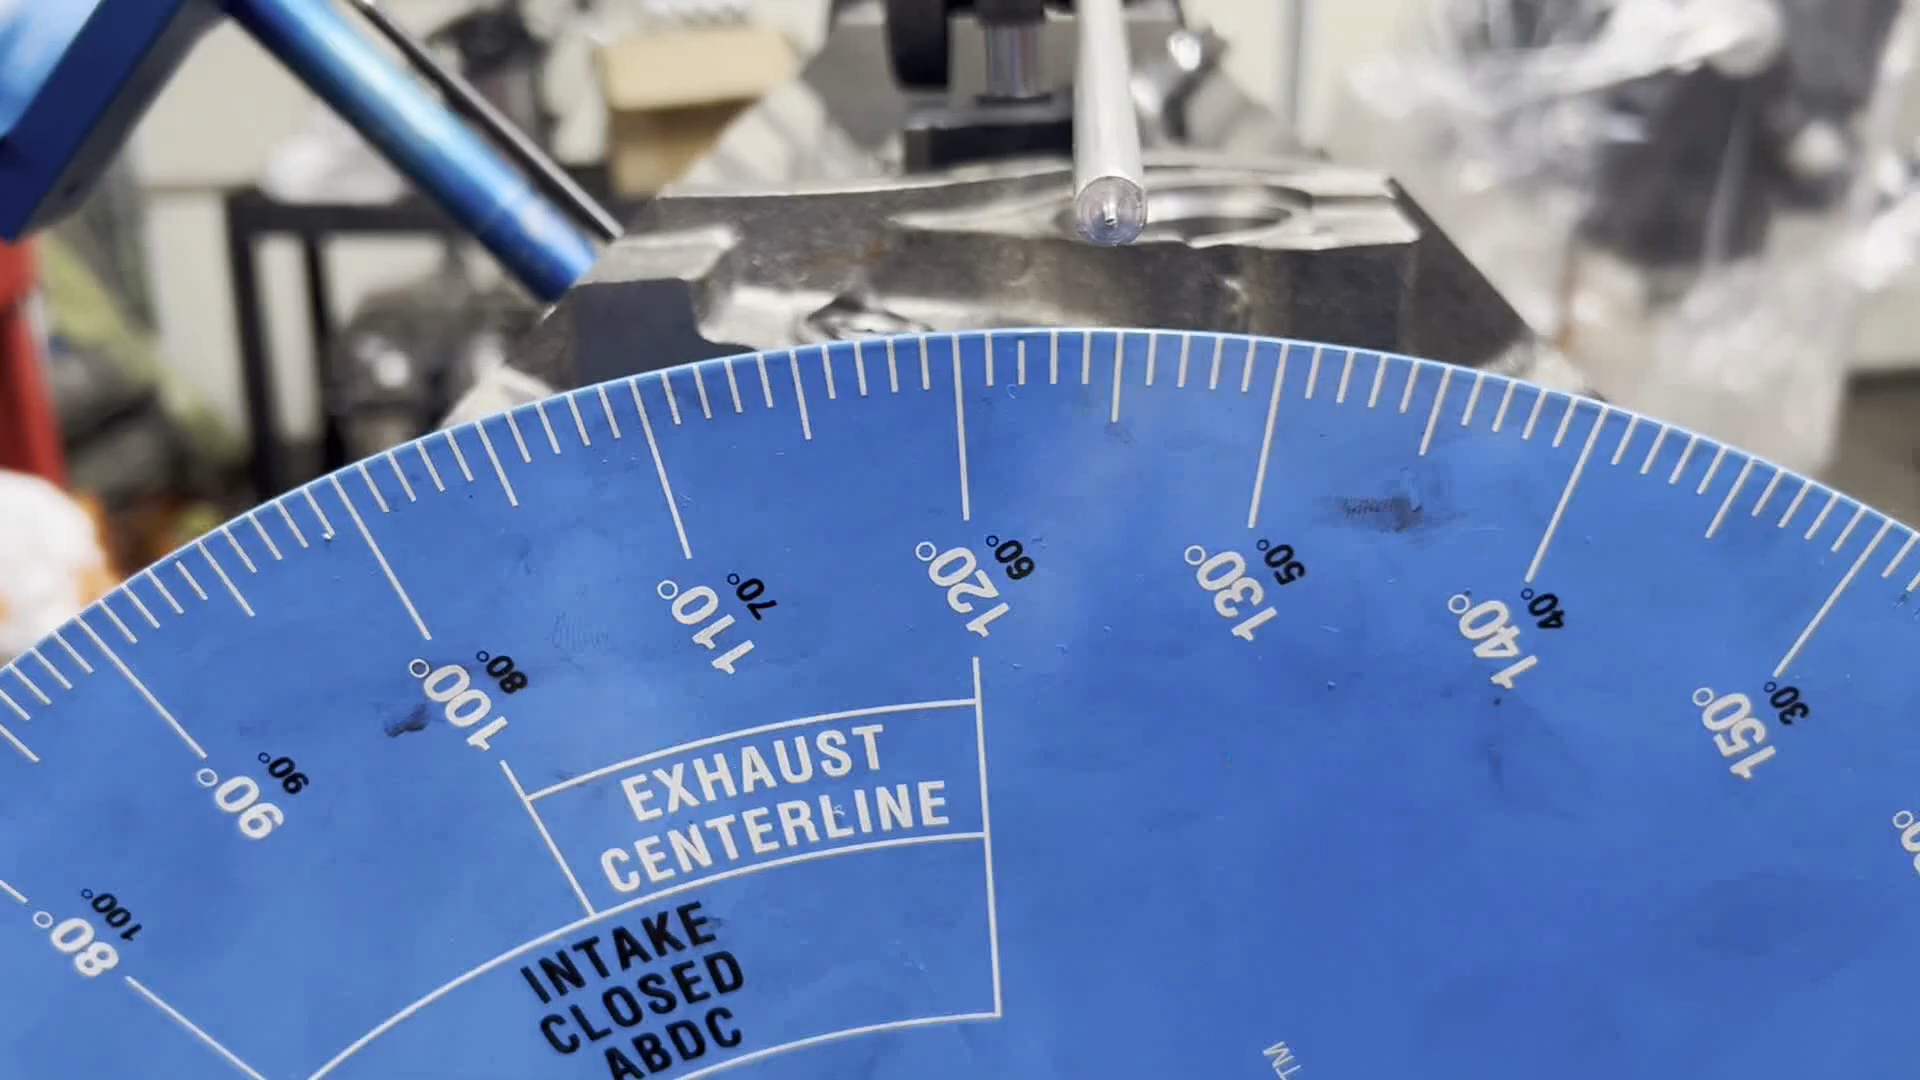 80° 100°
90° 90°
100° 80°
110° 70°
120° 60°
130° 50°
140° 40°
150° 30°
EXHAUST
CENTERLINE
INTAKE
CLOSED
ABDC
TM